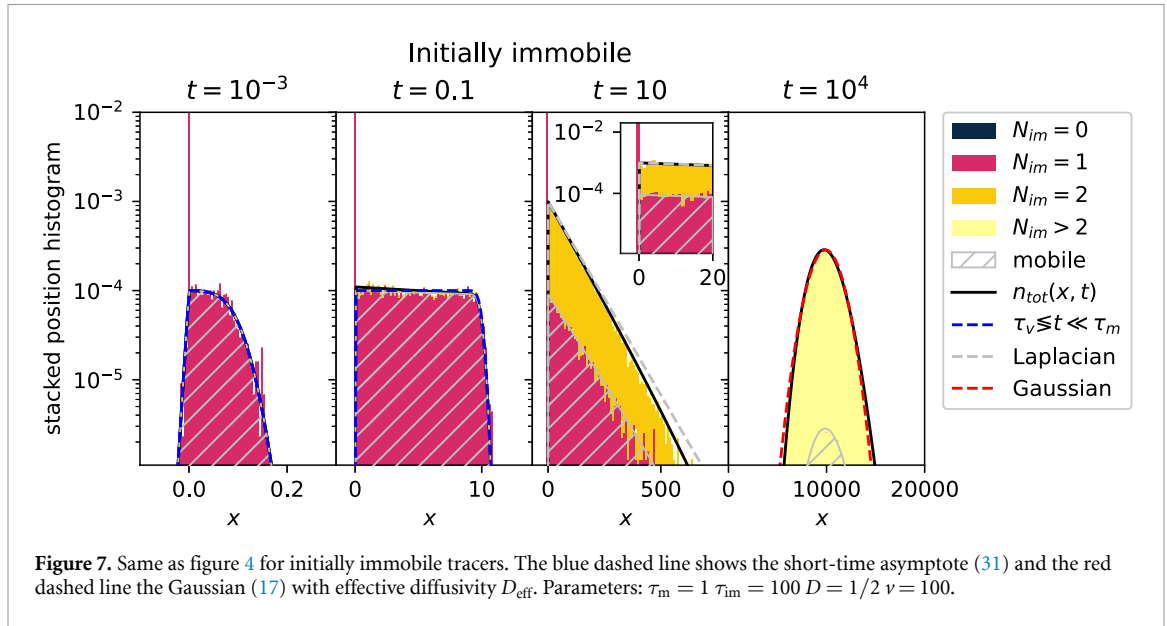 Initially immobile
t = 10⁻³ t = 0.1 t = 10 t = 10⁴
stacked position histogram
10⁻²
10⁻³
10⁻⁴
10⁻⁵
10⁻²
10⁻⁴
0 20
0.0 0.2
0 10
0 500
0 10000 20000
x x x x
N_im = 0
N_im = 1
N_im = 2
N_im > 2
mobile
n_tot(x, t)
τ_v ≶ t ≪ τ_m
Laplacian
Gaussian
Figure 7. Same as figure 4 for initially immobile tracers. The blue dashed line shows the short-time asymptote (31) and the red
dashed line the Gaussian (17) with effective diffusivity D_eff. Parameters: τ_m = 1 τ_im = 100 D = 1/2 ν = 100.